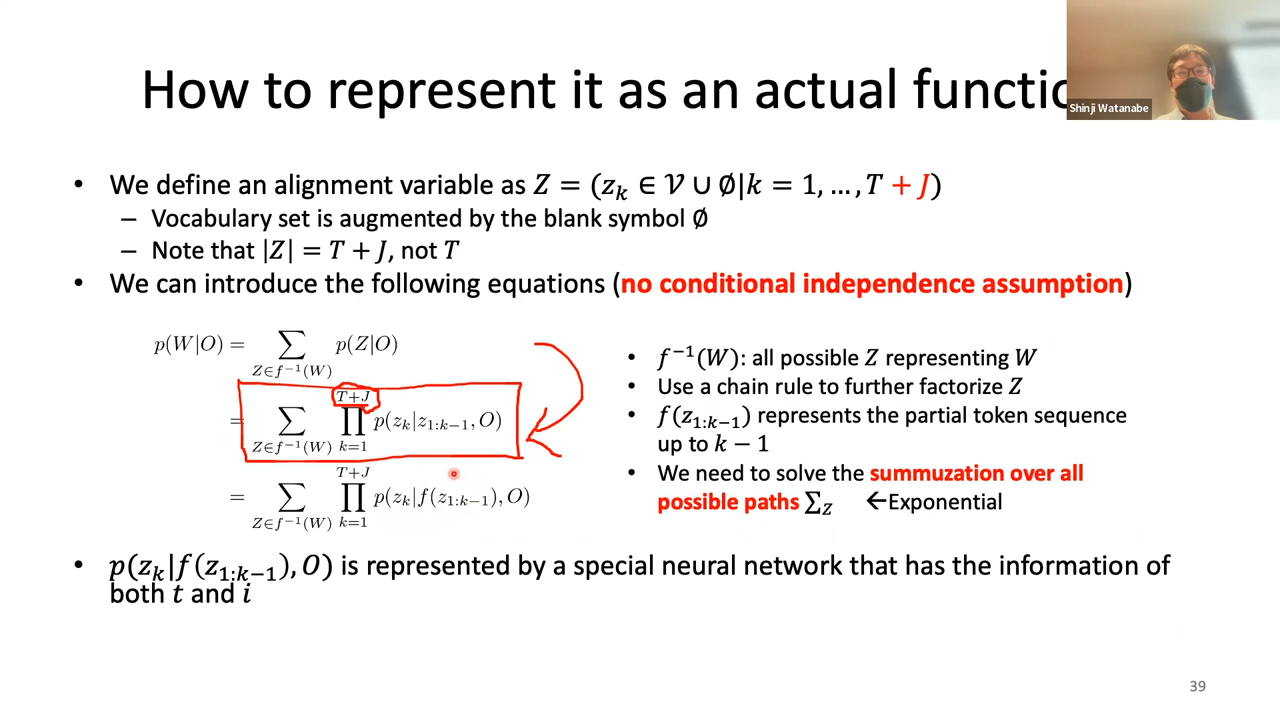 How to represent it as an actual functio
Shinji Watanabe
• We define an alignment variable as 𝑍 = (𝑧ₖ ∈ 𝒱 ∪ ∅|𝑘 = 1, … , 𝑇 + 𝐽)
– Vocabulary set is augmented by the blank symbol ∅
– Note that |𝑍| = 𝑇 + 𝐽, not 𝑇
• We can introduce the following equations (no conditional independence assumption)
p(W|O) = ∑_{Z∈f⁻¹(W)} p(Z|O)
= ∑_{Z∈f⁻¹(W)} ∏_{k=1}^{T+J} p(z_k|z_{1:k−1}, O)
= ∑_{Z∈f⁻¹(W)} ∏_{k=1}^{T+J} p(z_k|f(z_{1:k−1}), O)
• 𝑓⁻¹(𝑊): all possible 𝑍 representing 𝑊
• Use a chain rule to further factorize 𝑍
• 𝑓(𝑧_{1:𝑘−1}) represents the partial token sequence
up to 𝑘 − 1
• We need to solve the summuzation over all
possible paths ∑_𝑍 ←Exponential
• 𝑝(𝑧_𝑘|𝑓(𝑧_{1:𝑘−1}), 𝑂) is represented by a special neural network that has the information of
both 𝑡 and 𝑖
39